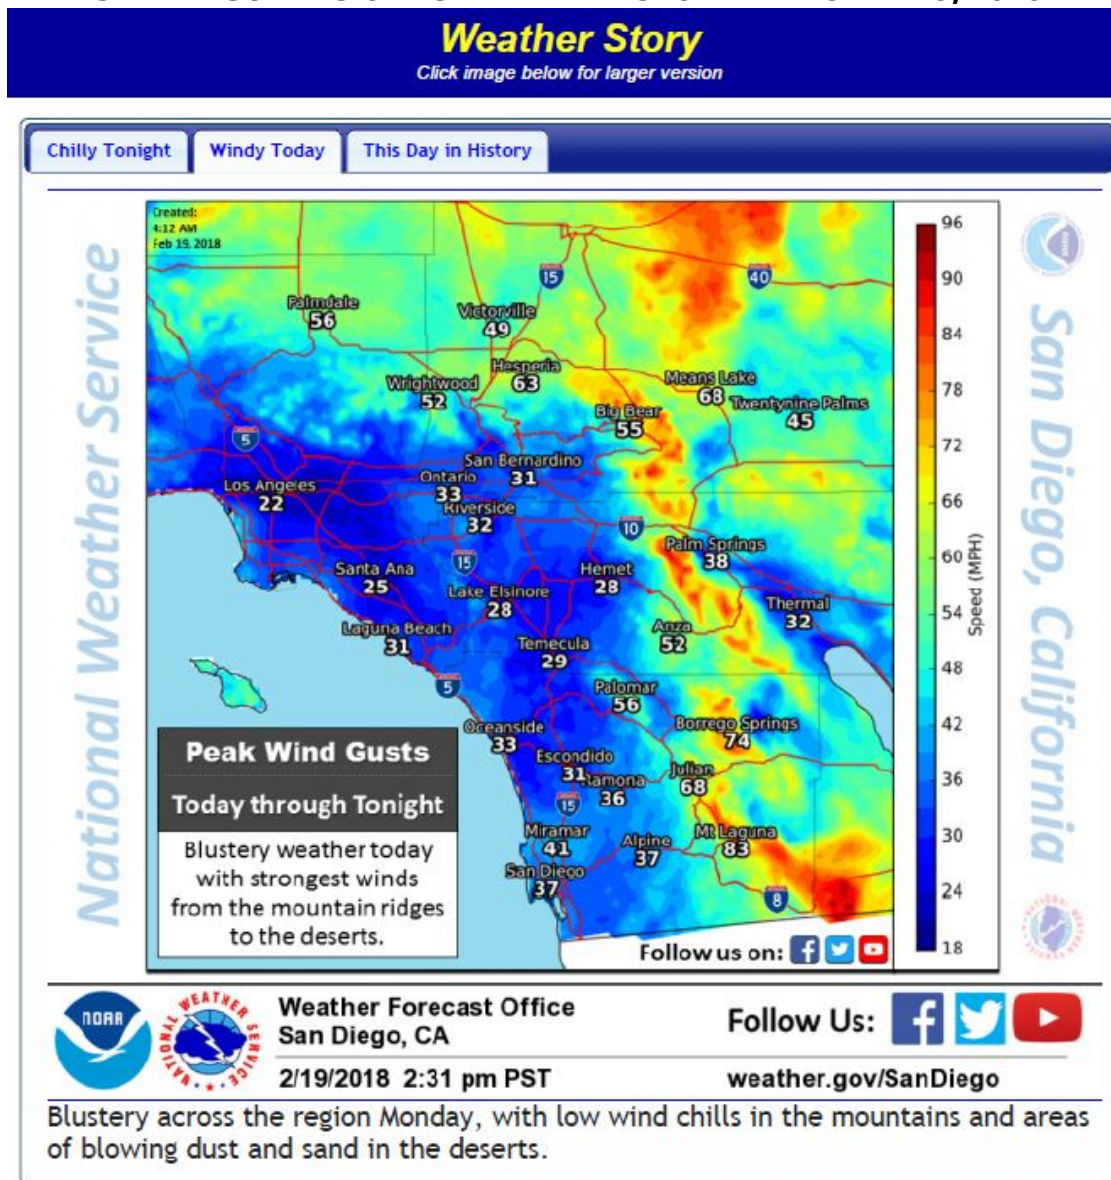 Weather Story
Click image below for larger version
Chilly Tonight
Windy Today
This Day in History
National Weather Service
San Diego, California
Created:
4:12 AM
Feb 19, 2018
15
40
Palmdale
56
Victorville
49
Hesperia
63
Wrightwood
52
Means Lake
68
Twentynine Palms
45
Big Bear
55
5
San Bernardino
31
Ontario
33
Los Angeles
22
Riverside
32
10
Palm Springs
38
15
Santa Ana
25
Hemet
28
Lake Elsinore
28
Thermal
32
Laguna Beach
31
Anza
52
Temecula
29
5
Palomar
56
Borrego Springs
74
Oceanside
33
Escondido
31
Ramona
36
Julian
68
15
Miramar
41
Alpine
37
Mt Laguna
83
San Diego
37
8
Peak Wind Gusts
Today through Tonight
Blustery weather today
with strongest winds
from the mountain ridges
to the deserts.
Follow us on:
96
90
84
78
72
66
60
54
48
42
36
30
24
18
Speed (MPH)
NOAA
NATIONAL WEATHER SERVICE
Weather Forecast Office
San Diego, CA
Follow Us:
2/19/2018 2:31 pm PST
weather.gov/SanDiego
Blustery across the region Monday, with low wind chills in the mountains and areas
of blowing dust and sand in the deserts.